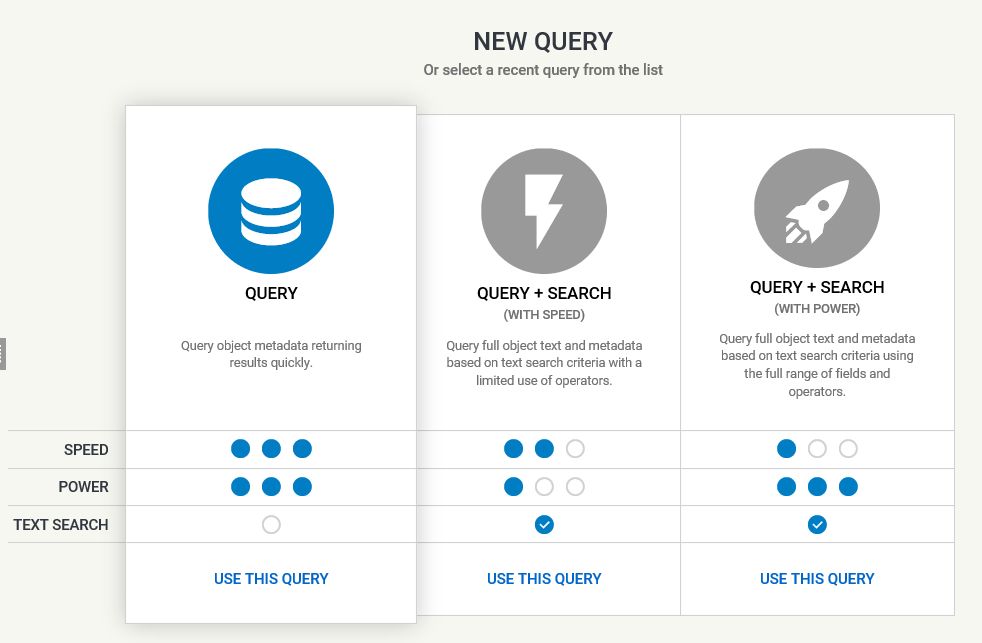 NEW QUERY
Or select a recent query from the list
QUERY
Query object metadata returning
results quickly.
QUERY + SEARCH
(WITH SPEED)
Query full object text and metadata
based on text search criteria with a
limited use of operators.
QUERY + SEARCH
(WITH POWER)
Query full object text and metadata
based on text search criteria using
the full range of fields and
operators.
SPEED
POWER
TEXT SEARCH
USE THIS QUERY
USE THIS QUERY
USE THIS QUERY